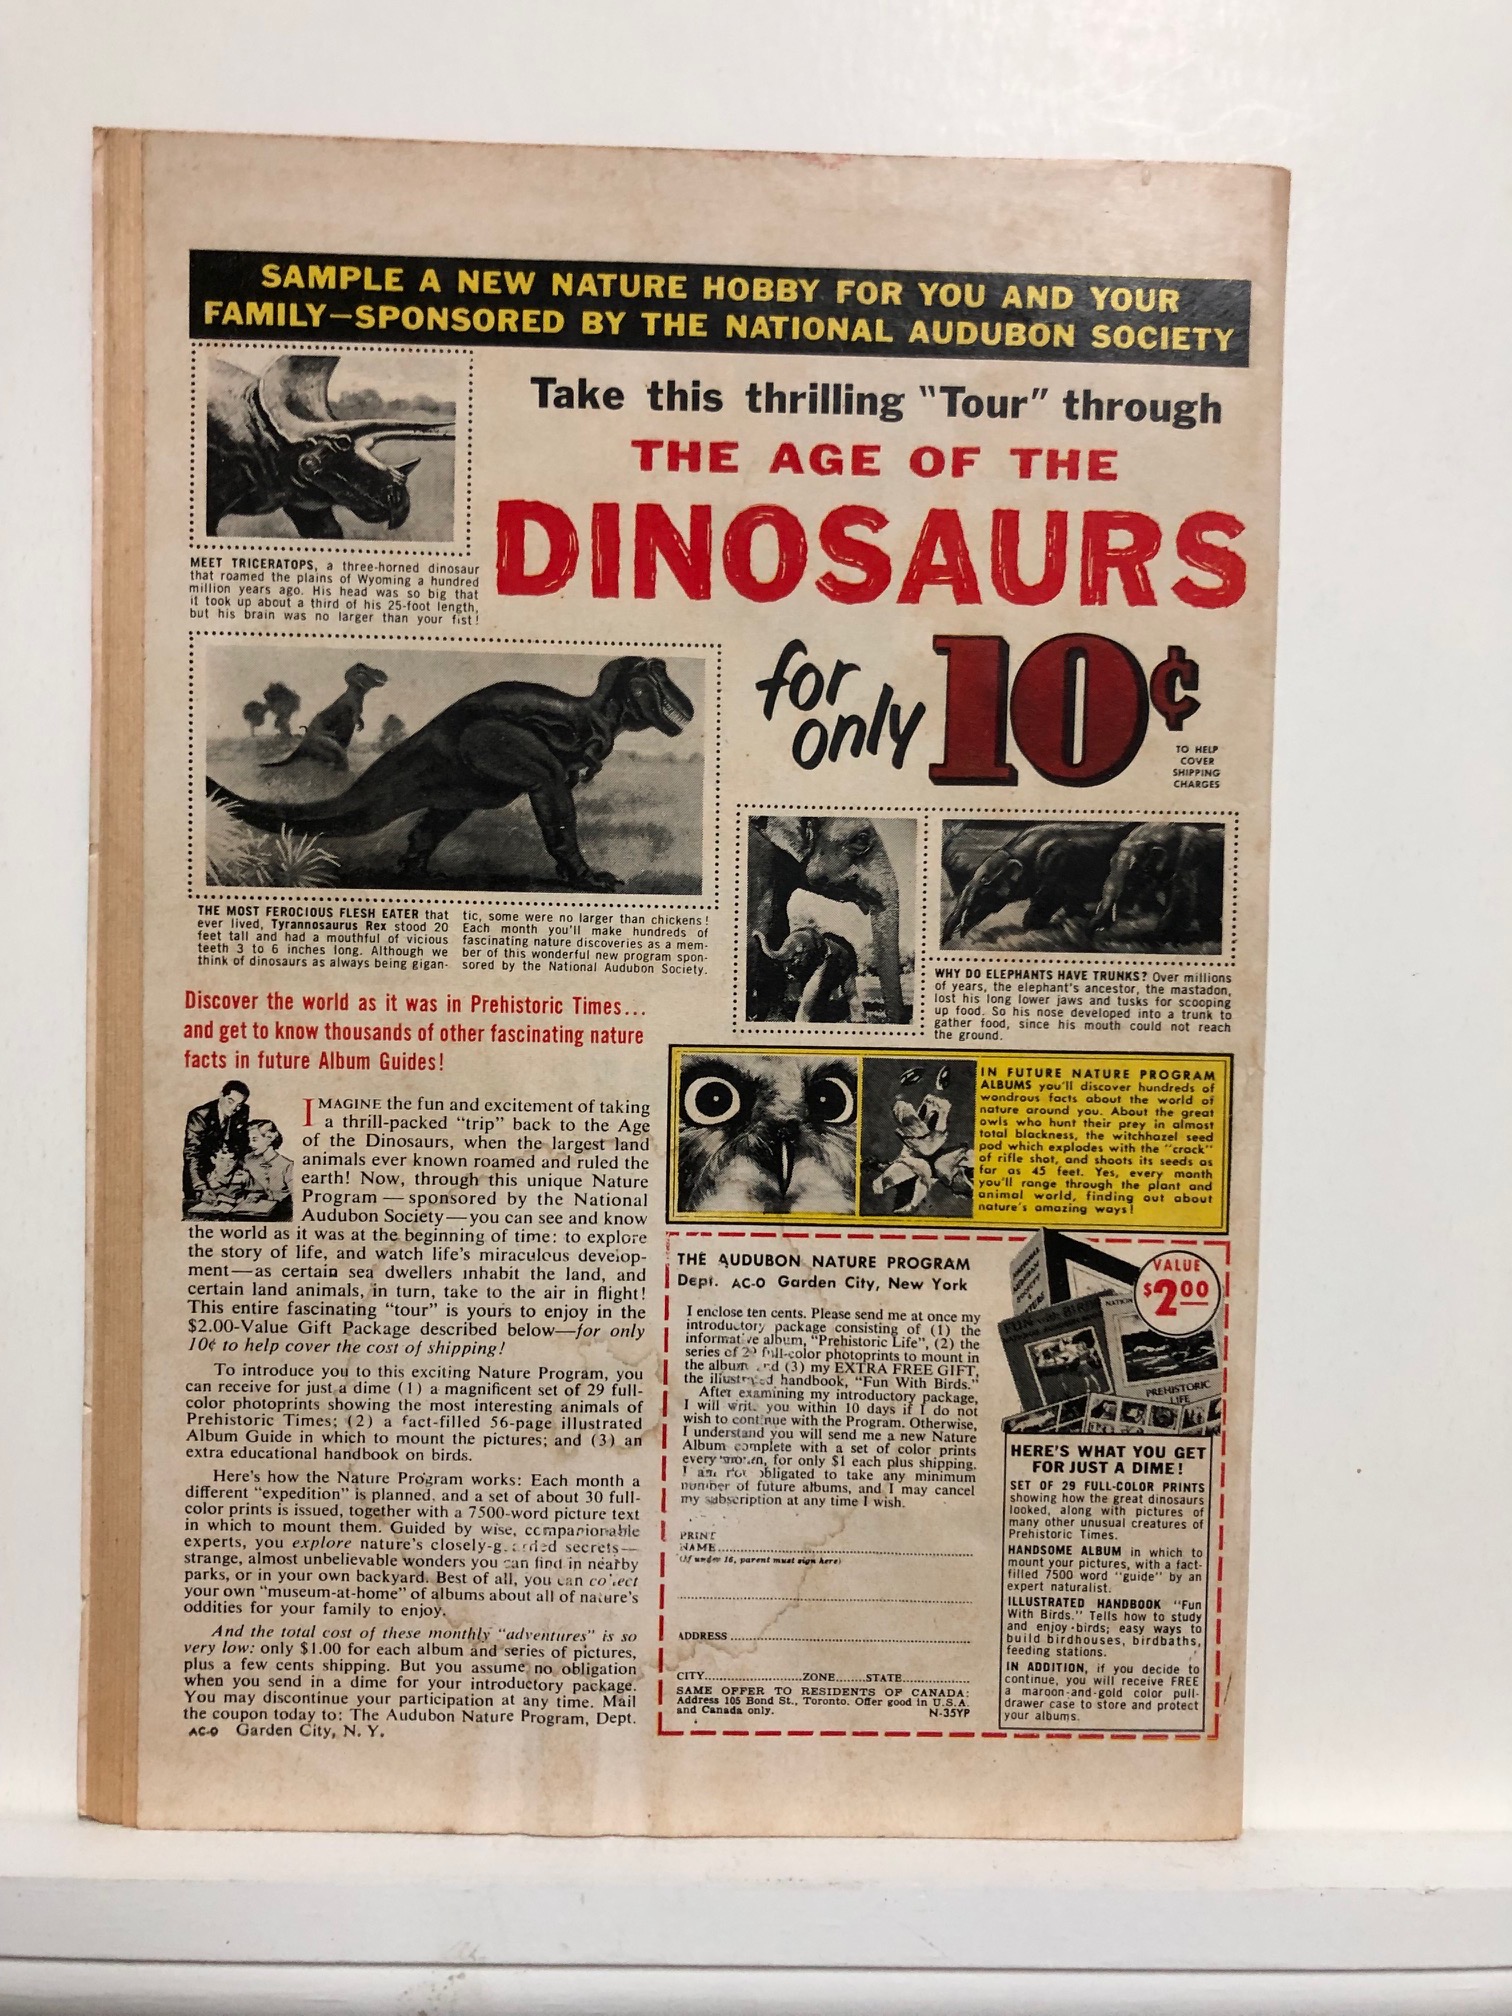 SAMPLE A NEW NATURE HOBBY FOR YOU AND YOUR
FAMILY—SPONSORED BY THE NATIONAL AUDUBON SOCIETY
Take this thrilling "Tour" through
THE AGE OF THE
DINOSAURS
for
only
10¢
TO HELP
COVER
SHIPPING
CHARGES
MEET TRICERATOPS, a three-horned dinosaur
that roamed the plains of Wyoming a hundred
million years ago. His head was so big that
it took up about a third of his 25-foot length,
but his brain was no larger than your fist!
THE MOST FEROCIOUS FLESH EATER that
ever lived, Tyrannosaurus Rex stood 20
feet tall and had a mouthful of vicious
teeth 3 to 6 inches long. Although we
think of dinosaurs as always being gigan-
tic, some were no larger than chickens!
Each month you'll make hundreds of
fascinating nature discoveries as a mem-
ber of this wonderful new program spon-
sored by the National Audubon Society.
WHY DO ELEPHANTS HAVE TRUNKS? Over millions
of years, the elephant's ancestor, the mastadon,
lost his long lower jaws and tusks for scooping
up food. So his nose developed into a trunk to
gather food, since his mouth could not reach
the ground.
Discover the world as it was in Prehistoric Times...
and get to know thousands of other fascinating nature
facts in future Album Guides!
IMAGINE the fun and excitement of taking
a thrill-packed "trip" back to the Age
of the Dinosaurs, when the largest land
animals ever known roamed and ruled the
earth! Now, through this unique Nature
Program — sponsored by the National
Audubon Society—you can see and know
the world as it was at the beginning of time: to explore
the story of life, and watch life's miraculous develop-
ment—as certain sea dwellers inhabit the land, and
certain land animals, in turn, take to the air in flight!
This entire fascinating "tour" is yours to enjoy in the
$2.00-Value Gift Package described below—for only
10¢ to help cover the cost of shipping!
To introduce you to this exciting Nature Program, you
can receive for just a dime (1) a magnificent set of 29 full-
color photoprints showing the most interesting animals of
Prehistoric Times; (2) a fact-filled 56-page illustrated
Album Guide in which to mount the pictures; and (3) an
extra educational handbook on birds.
Here's how the Nature Program works: Each month a
different "expedition" is planned, and a set of about 30 full-
color prints is issued, together with a 7500-word picture text
in which to mount them. Guided by wise, companionable
experts, you explore nature's closely-guarded secrets—
strange, almost unbelievable wonders you can find in nearby
parks, or in your own backyard. Best of all, you can collect
your own "museum-at-home" of albums about all of nature's
oddities for your family to enjoy.
And the total cost of these monthly "adventures" is so
very low: only $1.00 for each album and series of pictures,
plus a few cents shipping. But you assume no obligation
when you send in a dime for your introductory package.
You may discontinue your participation at any time. Mail
the coupon today to: The Audubon Nature Program, Dept.
AC-O Garden City, N. Y.
IN FUTURE NATURE PROGRAM
ALBUMS you'll discover hundreds of
wondrous facts about the world of
nature around you. About the great
owls who hunt their prey in almost
total blackness, the witchhazel seed
pod which explodes with the "crack"
of rifle shot, and shoots its seeds as
far as 45 feet. Yes, every month
you'll range through the plant and
animal world, finding out about
nature's amazing ways!
THE AUDUBON NATURE PROGRAM
Dept. AC-O Garden City, New York
I enclose ten cents. Please send me at once my
introductory package consisting of (1) the
informative album, "Prehistoric Life", (2) the
series of 29 full-color photoprints to mount in
the album and (3) my EXTRA FREE GIFT,
the illustrated handbook, "Fun With Birds."
After examining my introductory package,
I will write you within 10 days if I do not
wish to continue with the Program. Otherwise,
I understand you will send me a new Nature
Album complete with a set of color prints
every month, for only $1 each plus shipping.
I am not obligated to take any minimum
number of future albums, and I may cancel
my subscription at any time I wish.
PRINT
NAME
(If under 16, parent must sign here)
ADDRESS
CITY ZONE STATE
SAME OFFER TO RESIDENTS OF CANADA:
Address 105 Bond St., Toronto. Offer good in U.S.A.
and Canada only. N-35YP
VALUE
$2.00
FUN with BIRDS
PREHISTORIC
LIFE
HERE'S WHAT YOU GET
FOR JUST A DIME!
SET OF 29 FULL-COLOR PRINTS
showing how the great dinosaurs
looked, along with pictures of
many other unusual creatures of
Prehistoric Times.
HANDSOME ALBUM in which to
mount your pictures, with a fact-
filled 7500 word "guide" by an
expert naturalist.
ILLUSTRATED HANDBOOK "Fun
With Birds." Tells how to study
and enjoy birds; easy ways to
build birdhouses, birdbaths,
feeding stations.
IN ADDITION, if you decide to
continue, you will receive FREE
a maroon-and-gold color pull-
drawer case to store and protect
your albums.